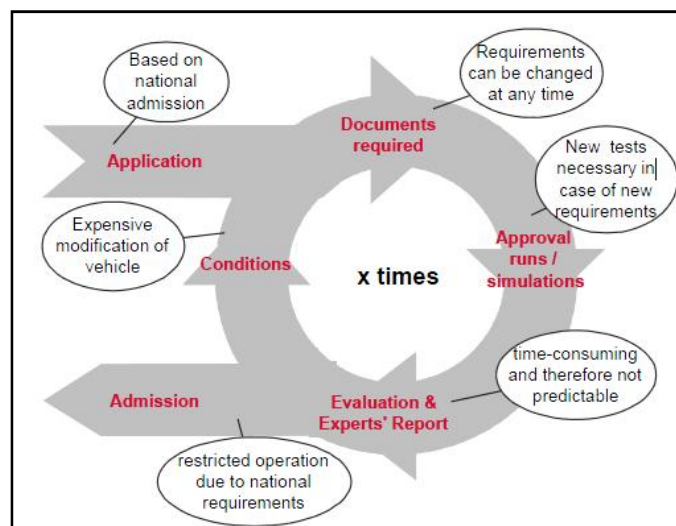 Based on
national
admission
Application
Documents
required
Requirements
can be changed
at any time
New tests
necessary in
case of new
requirements
Approval
runs /
simulations
x times
Expensive
modification of
vehicle
Conditions
time-consuming
and therefore not
predictable
Evaluation &
Experts' Report
Admission
restricted operation
due to national
requirements